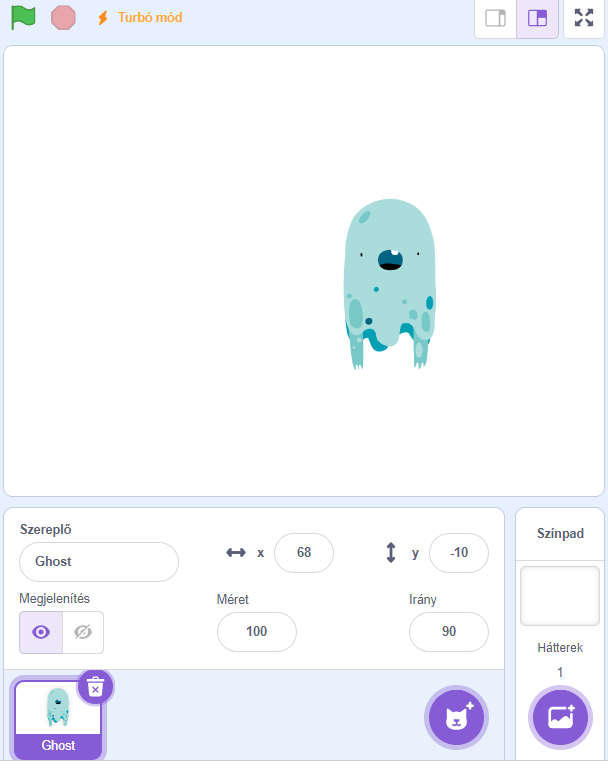 Turbó mód
Szereplő
Ghost
x 68
y -10
Megjelenítés
Méret
100
Irány
90
Ghost
Színpad
Hátterek
1